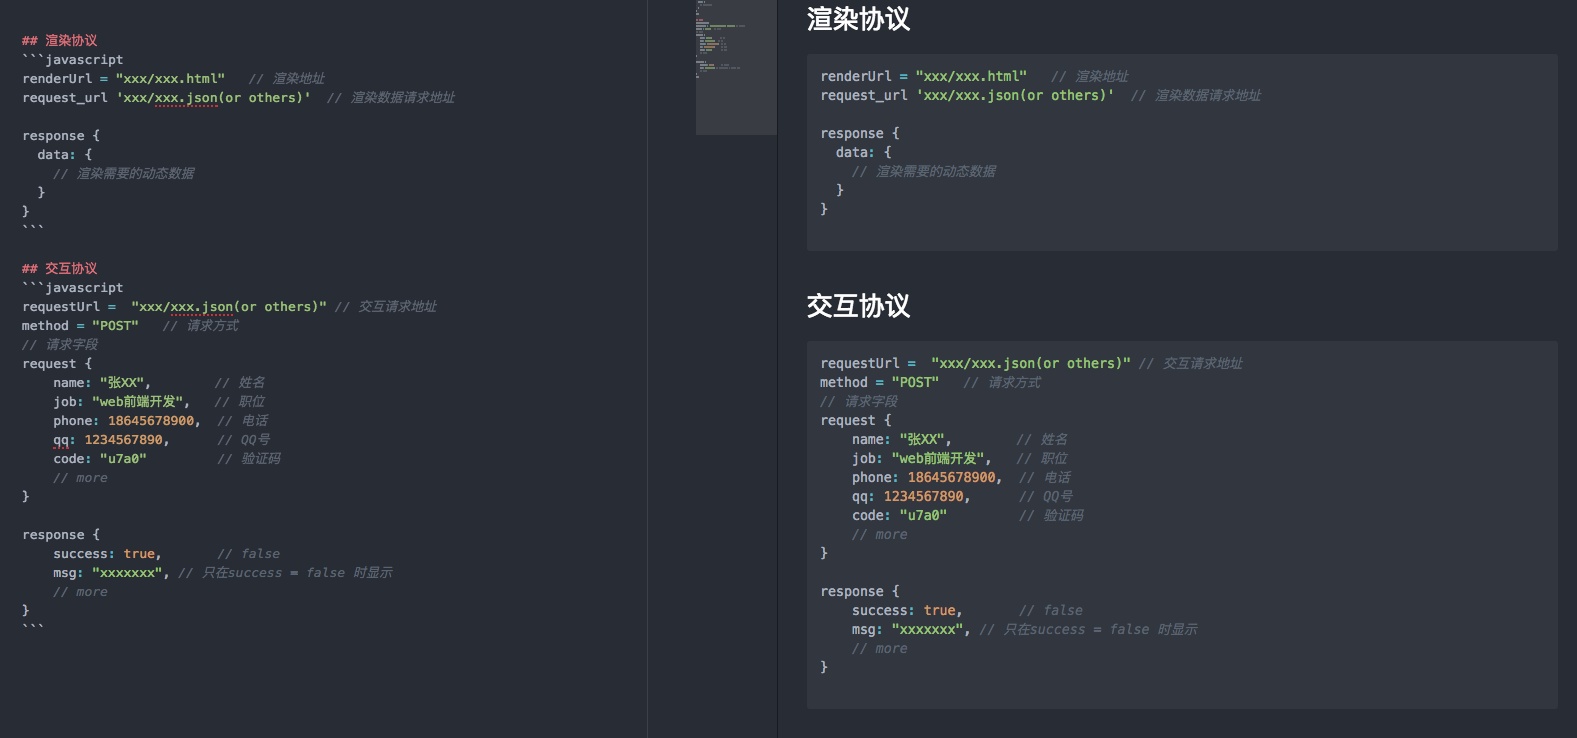 ## 渲染协议
```javascript
renderUrl = "xxx/xxx.html"   // 渲染地址
request_url 'xxx/xxx.json(or others)'  // 渲染数据请求地址

response {
  data: {
    // 渲染需要的动态数据
  }
}
```

## 交互协议
```javascript
requestUrl =  "xxx/xxx.json(or others)" // 交互请求地址
method = "POST"   // 请求方式
// 请求字段
request {
    name: "张XX",        // 姓名
    job: "web前端开发",   // 职位
    phone: 18645678900,  // 电话
    qq: 1234567890,      // QQ号
    code: "u7a0"         // 验证码
    // more
}

response {
    success: true,       // false
    msg: "xxxxxxx", // 只在success = false 时显示
    // more
}
```
渲染协议
renderUrl = "xxx/xxx.html"   // 渲染地址
request_url 'xxx/xxx.json(or others)'  // 渲染数据请求地址

response {
  data: {
    // 渲染需要的动态数据
  }
}

交互协议
requestUrl =  "xxx/xxx.json(or others)" // 交互请求地址
method = "POST"   // 请求方式
// 请求字段
request {
    name: "张XX",        // 姓名
    job: "web前端开发",   // 职位
    phone: 18645678900,  // 电话
    qq: 1234567890,      // QQ号
    code: "u7a0"         // 验证码
    // more
}

response {
    success: true,       // false
    msg: "xxxxxxx", // 只在success = false 时显示
    // more
}